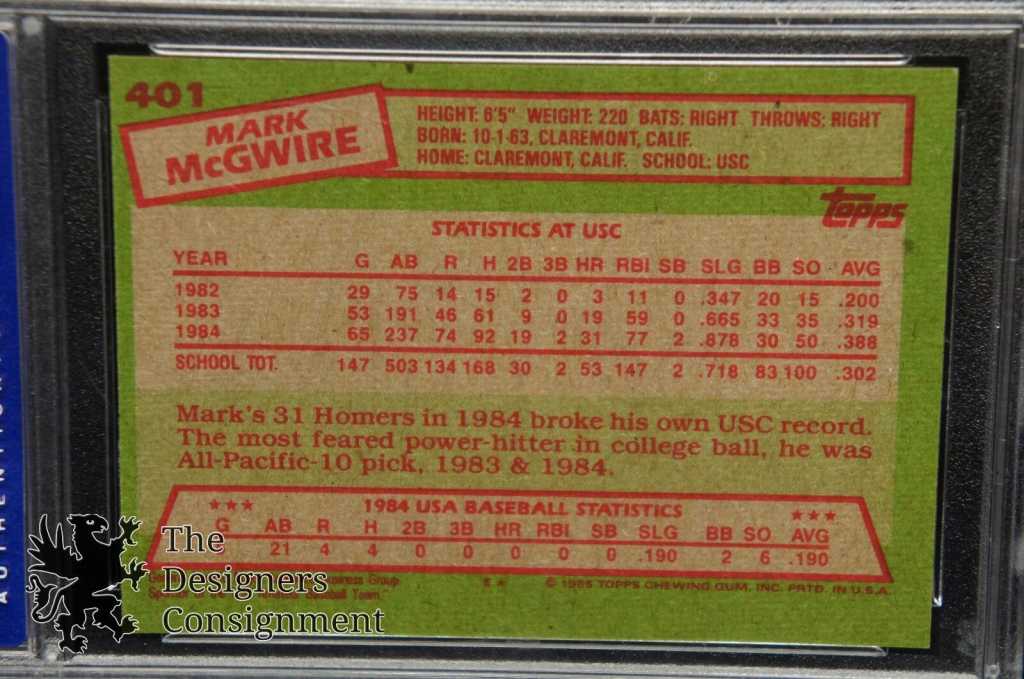 401
MARK
McGWIRE
HEIGHT: 6'5" WEIGHT: 220 BATS: RIGHT THROWS: RIGHT
BORN: 10-1-63, CLAREMONT, CALIF.
HOME: CLAREMONT, CALIF. SCHOOL: USC
topps
STATISTICS AT USC
YEAR G AB R H 2B 3B HR RBI SB SLG BB SO AVG
1982 29 75 14 15 2 0 3 11 0 .347 20 15 .200
1983 53 191 46 61 9 0 19 59 0 .665 33 35 .319
1984 65 237 74 92 19 2 31 77 2 .878 30 50 .388
SCHOOL TOT. 147 503 134 168 30 2 53 147 2 .718 83 100 .302
Mark's 31 Homers in 1984 broke his own USC record.
The most feared power-hitter in college ball, he was
All-Pacific-10 pick, 1983 & 1984.
★★★ 1984 USA BASEBALL STATISTICS ★★★
G AB R H 2B 3B HR RBI SB SLG BB SO AVG
21 4 4 0 0 0 0 0 .190 2 6 .190
Business Group
© 1985 TOPPS CHEWING GUM, INC. PRTD. IN U.S.A.
The
Designers
Consignment